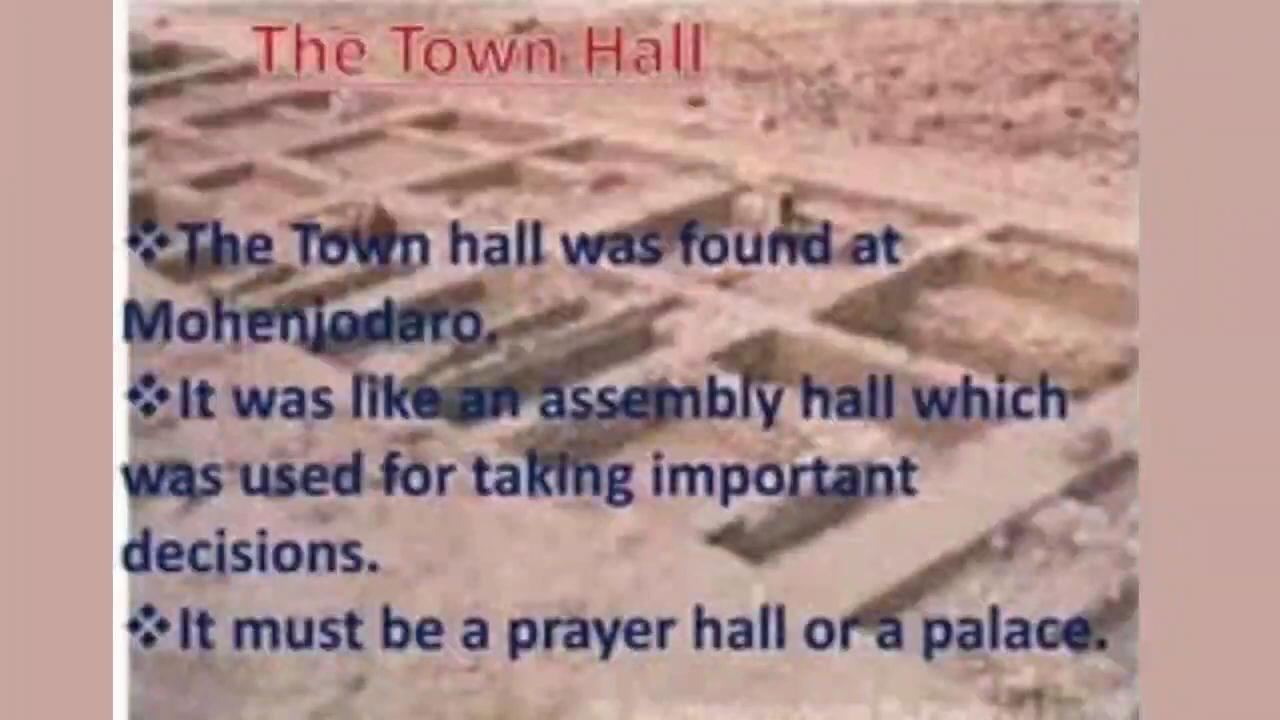 The Town Hall
❖The Town hall was found at
Mohenjodaro.
❖It was like an assembly hall which
was used for taking important
decisions.
❖It must be a prayer hall or a palace.